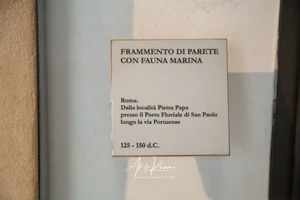 FRAMMENTO DI PARETE
CON FAUNA MARINA
Roma.
Dalla località Pietra Papa
presso il Porto Fluviale di San Paolo
lungo la via Portuense
125 - 150 d.C.